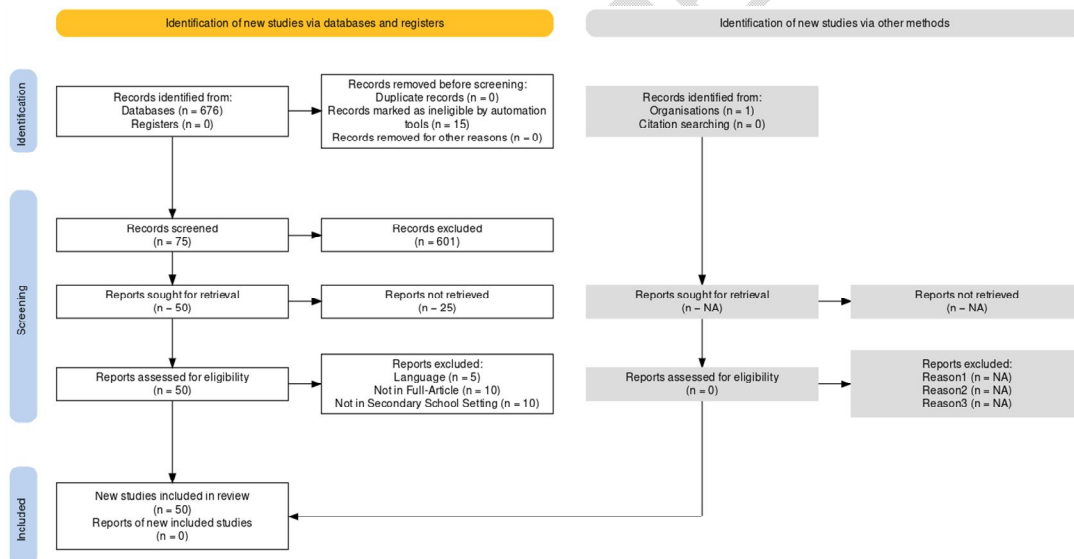 Identification of new studies via databases and registers
Identification of new studies via other methods
Identification
Records identified from:
Databases (n = 676)
Registers (n = 0)
Records removed before screening:
Duplicate records (n = 0)
Records marked as ineligible by automation
tools (n = 15)
Records removed for other reasons (n = 0)
Records identified from:
Organisations (n = 1)
Citation searching (n = 0)
Screening
Records screened
(n = 75)
Records excluded
(n = 601)
Reports sought for retrieval
(n = 50)
Reports not retrieved
(n = 25)
Reports sought for retrieval
(n = NA)
Reports not retrieved
(n = NA)
Reports assessed for eligibility
(n = 50)
Reports excluded:
Language (n = 5)
Not in Full-Article (n = 10)
Not in Secondary School Setting (n = 10)
Reports assessed for eligibility
(n = 0)
Reports excluded:
Reason1 (n = NA)
Reason2 (n = NA)
Reason3 (n = NA)
Included
New studies included in review
(n = 50)
Reports of new included studies
(n = 0)